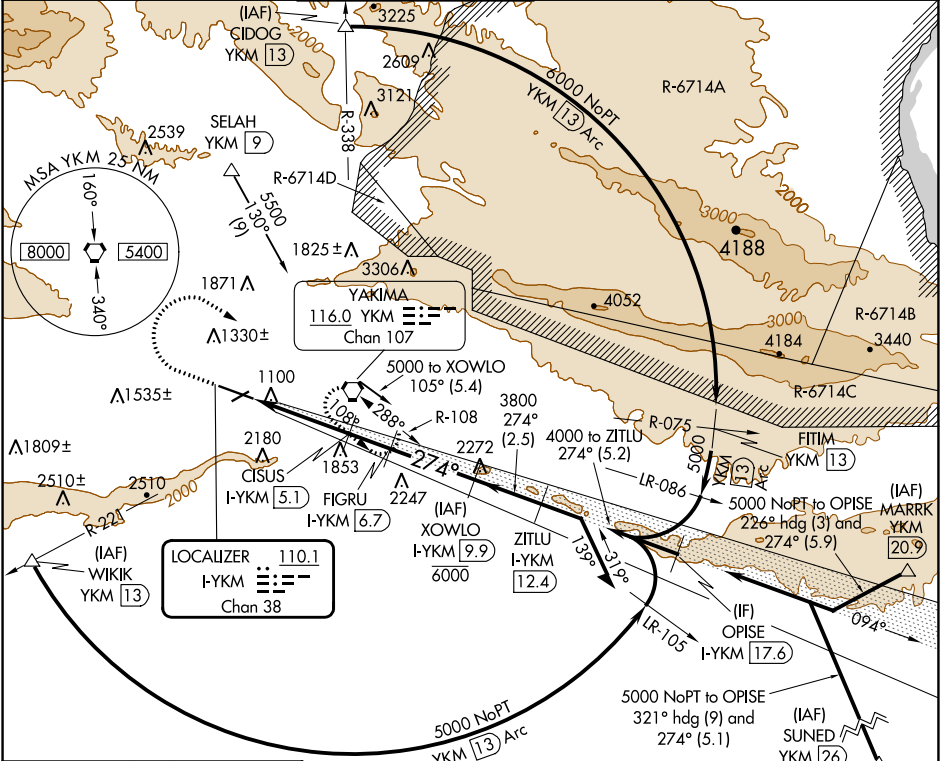 (IAF)
CIDOG
YKM 13
2000
3225
2609
3121
R-338
6000 NoPT
YKM 13 Arc
R-6714A
2539
SELAH
YKM 9
MSA YKM 25 NM
160°
8000
5400
340°
5500
130°
(9)
R-6714D
2000
3000
4188
1825±
3306
1871
1330±
YAKIMA
116.0 YKM
Chan 107
4052
3000
4184
R-6714B
3440
R-6714C
1535±
1100
5000 to XOWLO
105° (5.4)
108°
288°
R-108
3800
274°
(2.5)
4000 to ZITLU
274° (5.2)
R-075
5000
YKM 13 Arc
FITIM
YKM 13
LR-086
1809±
2510±
2510
2000
2180
CISUS
I-YKM 5.1
1853
FIGRU
I-YKM 6.7
274°
2247
2272
(IAF)
XOWLO
I-YKM 9.9
6000
ZITLU
I-YKM
12.4
139°
319°
5000 NoPT to OPISE
226° hdg (3) and
274° (5.9)
(IAF)
MARRK
YKM
20.9
R-221
(IAF)
WIKIK
YKM 13
LOCALIZER 110.1
I-YKM
Chan 38
LR-105
(IF)
OPISE
I-YKM 17.6
094°
5000 NoPT
YKM 13 Arc
5000 NoPT to OPISE
321° hdg (9) and
274° (5.1)
(IAF)
SUNED
YKM 26